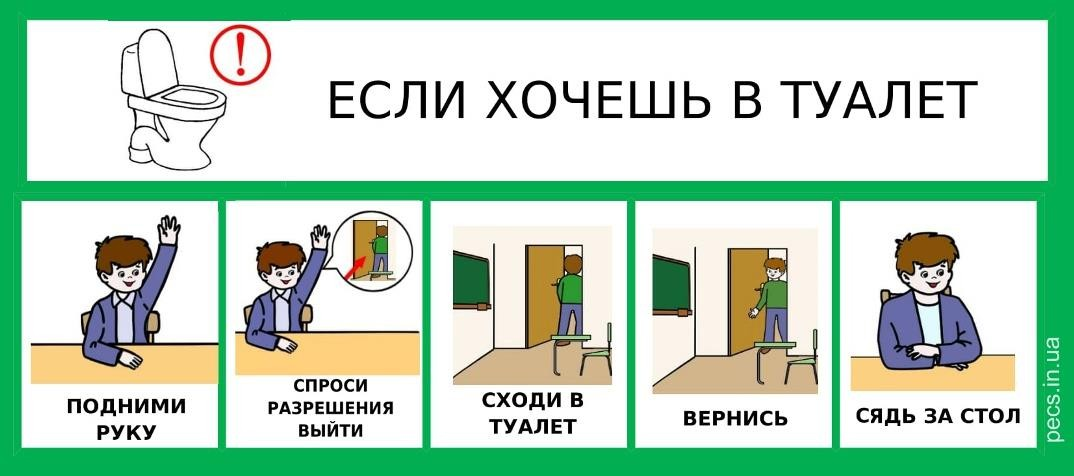 ЕСЛИ ХОЧЕШЬ В ТУАЛЕТ
ПОДНИМИ
РУКУ
СПРОСИ
РАЗРЕШЕНИЯ
ВЫЙТИ
СХОДИ В
ТУАЛЕТ
ВЕРНИСЬ
СЯДЬ ЗА СТОЛ
pecs.in.ua